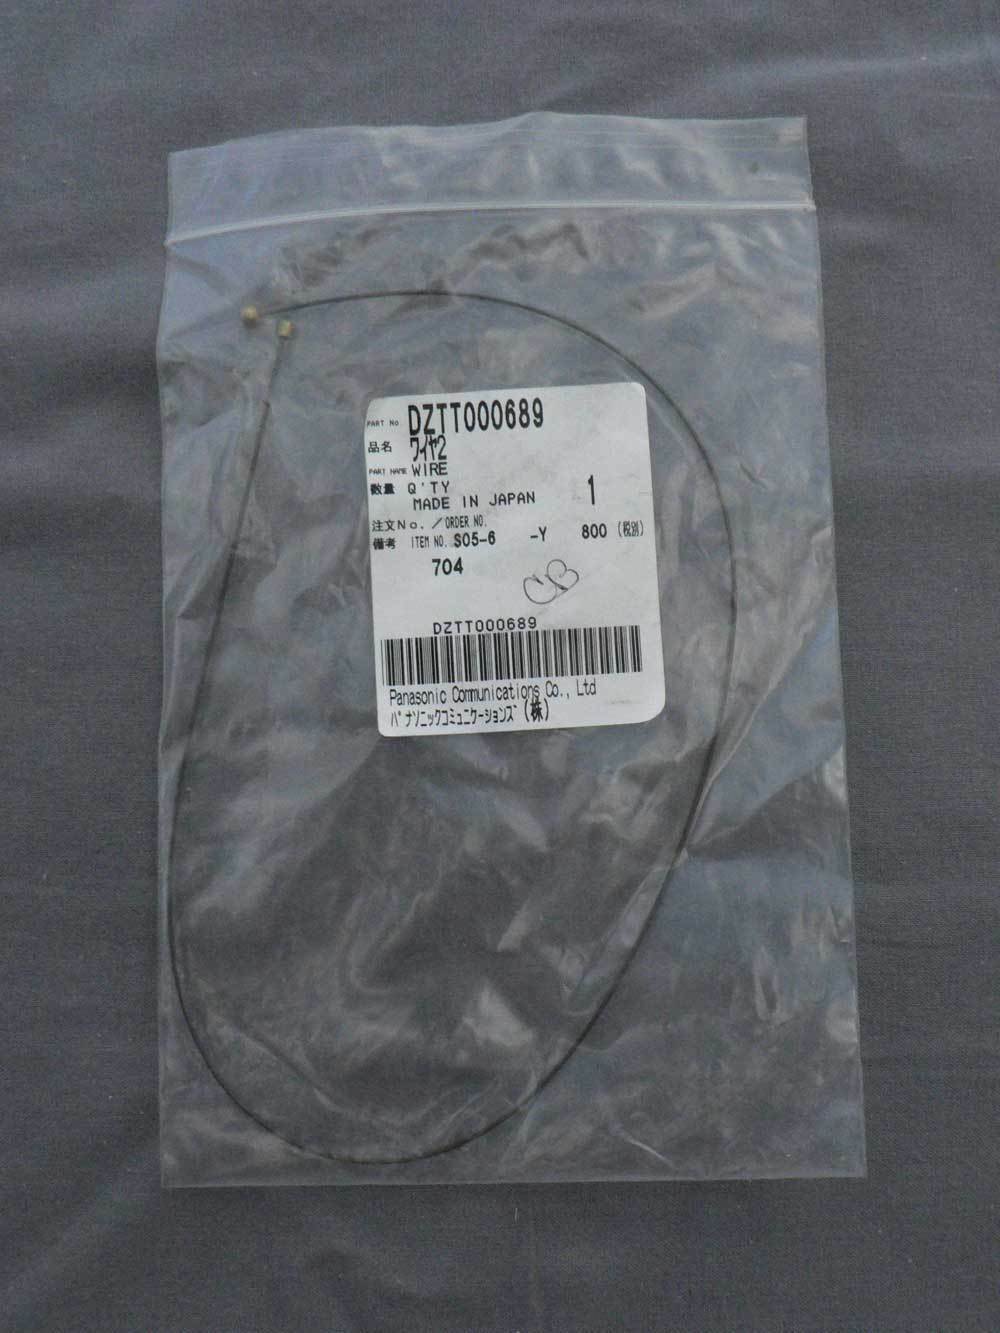 PART No. DZTT000689
品名 ワイヤ2
PART NAME WIRE
数量 Q'TY 1
MADE IN JAPAN
注文No. / ORDER NO.
備考 ITEM NO. S05-6 -Y 800 (税別)
704
CB
DZTT000689
Panasonic Communications Co., Ltd
パナソニックコミュニケーションズ(株)